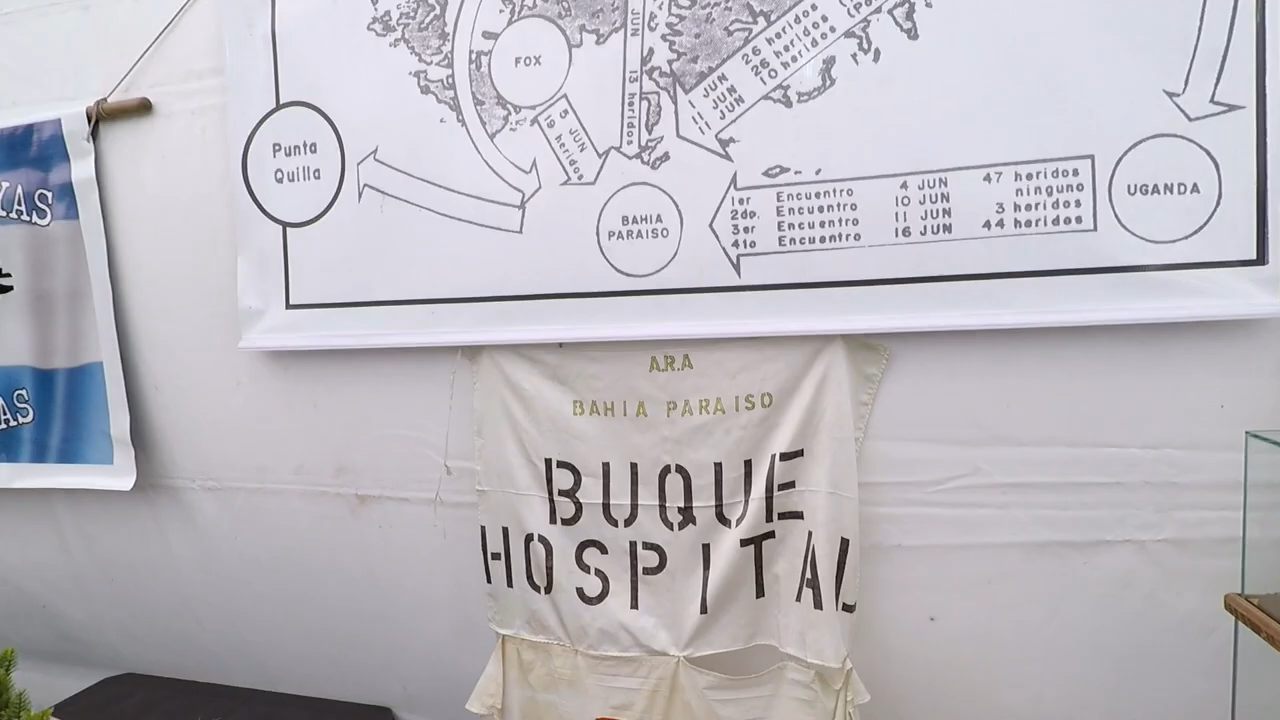 JUN 13 heridos
26 heridos
26 heridos
10 heridos
1 JUN
JUN
11 JUN
FOX
5 JUN
19 heridos
Punta
Quilla
BAHIA
PARAISO
1er Encuentro 4 JUN 47 heridos
2do. Encuentro 10 JUN ninguno
3er Encuentro 11 JUN 3 heridos
4to Encuentro 16 JUN 44 heridos
UGANDA
AS
A.R.A
BAHIA PARAISO
BUQUE
HOSPITAL